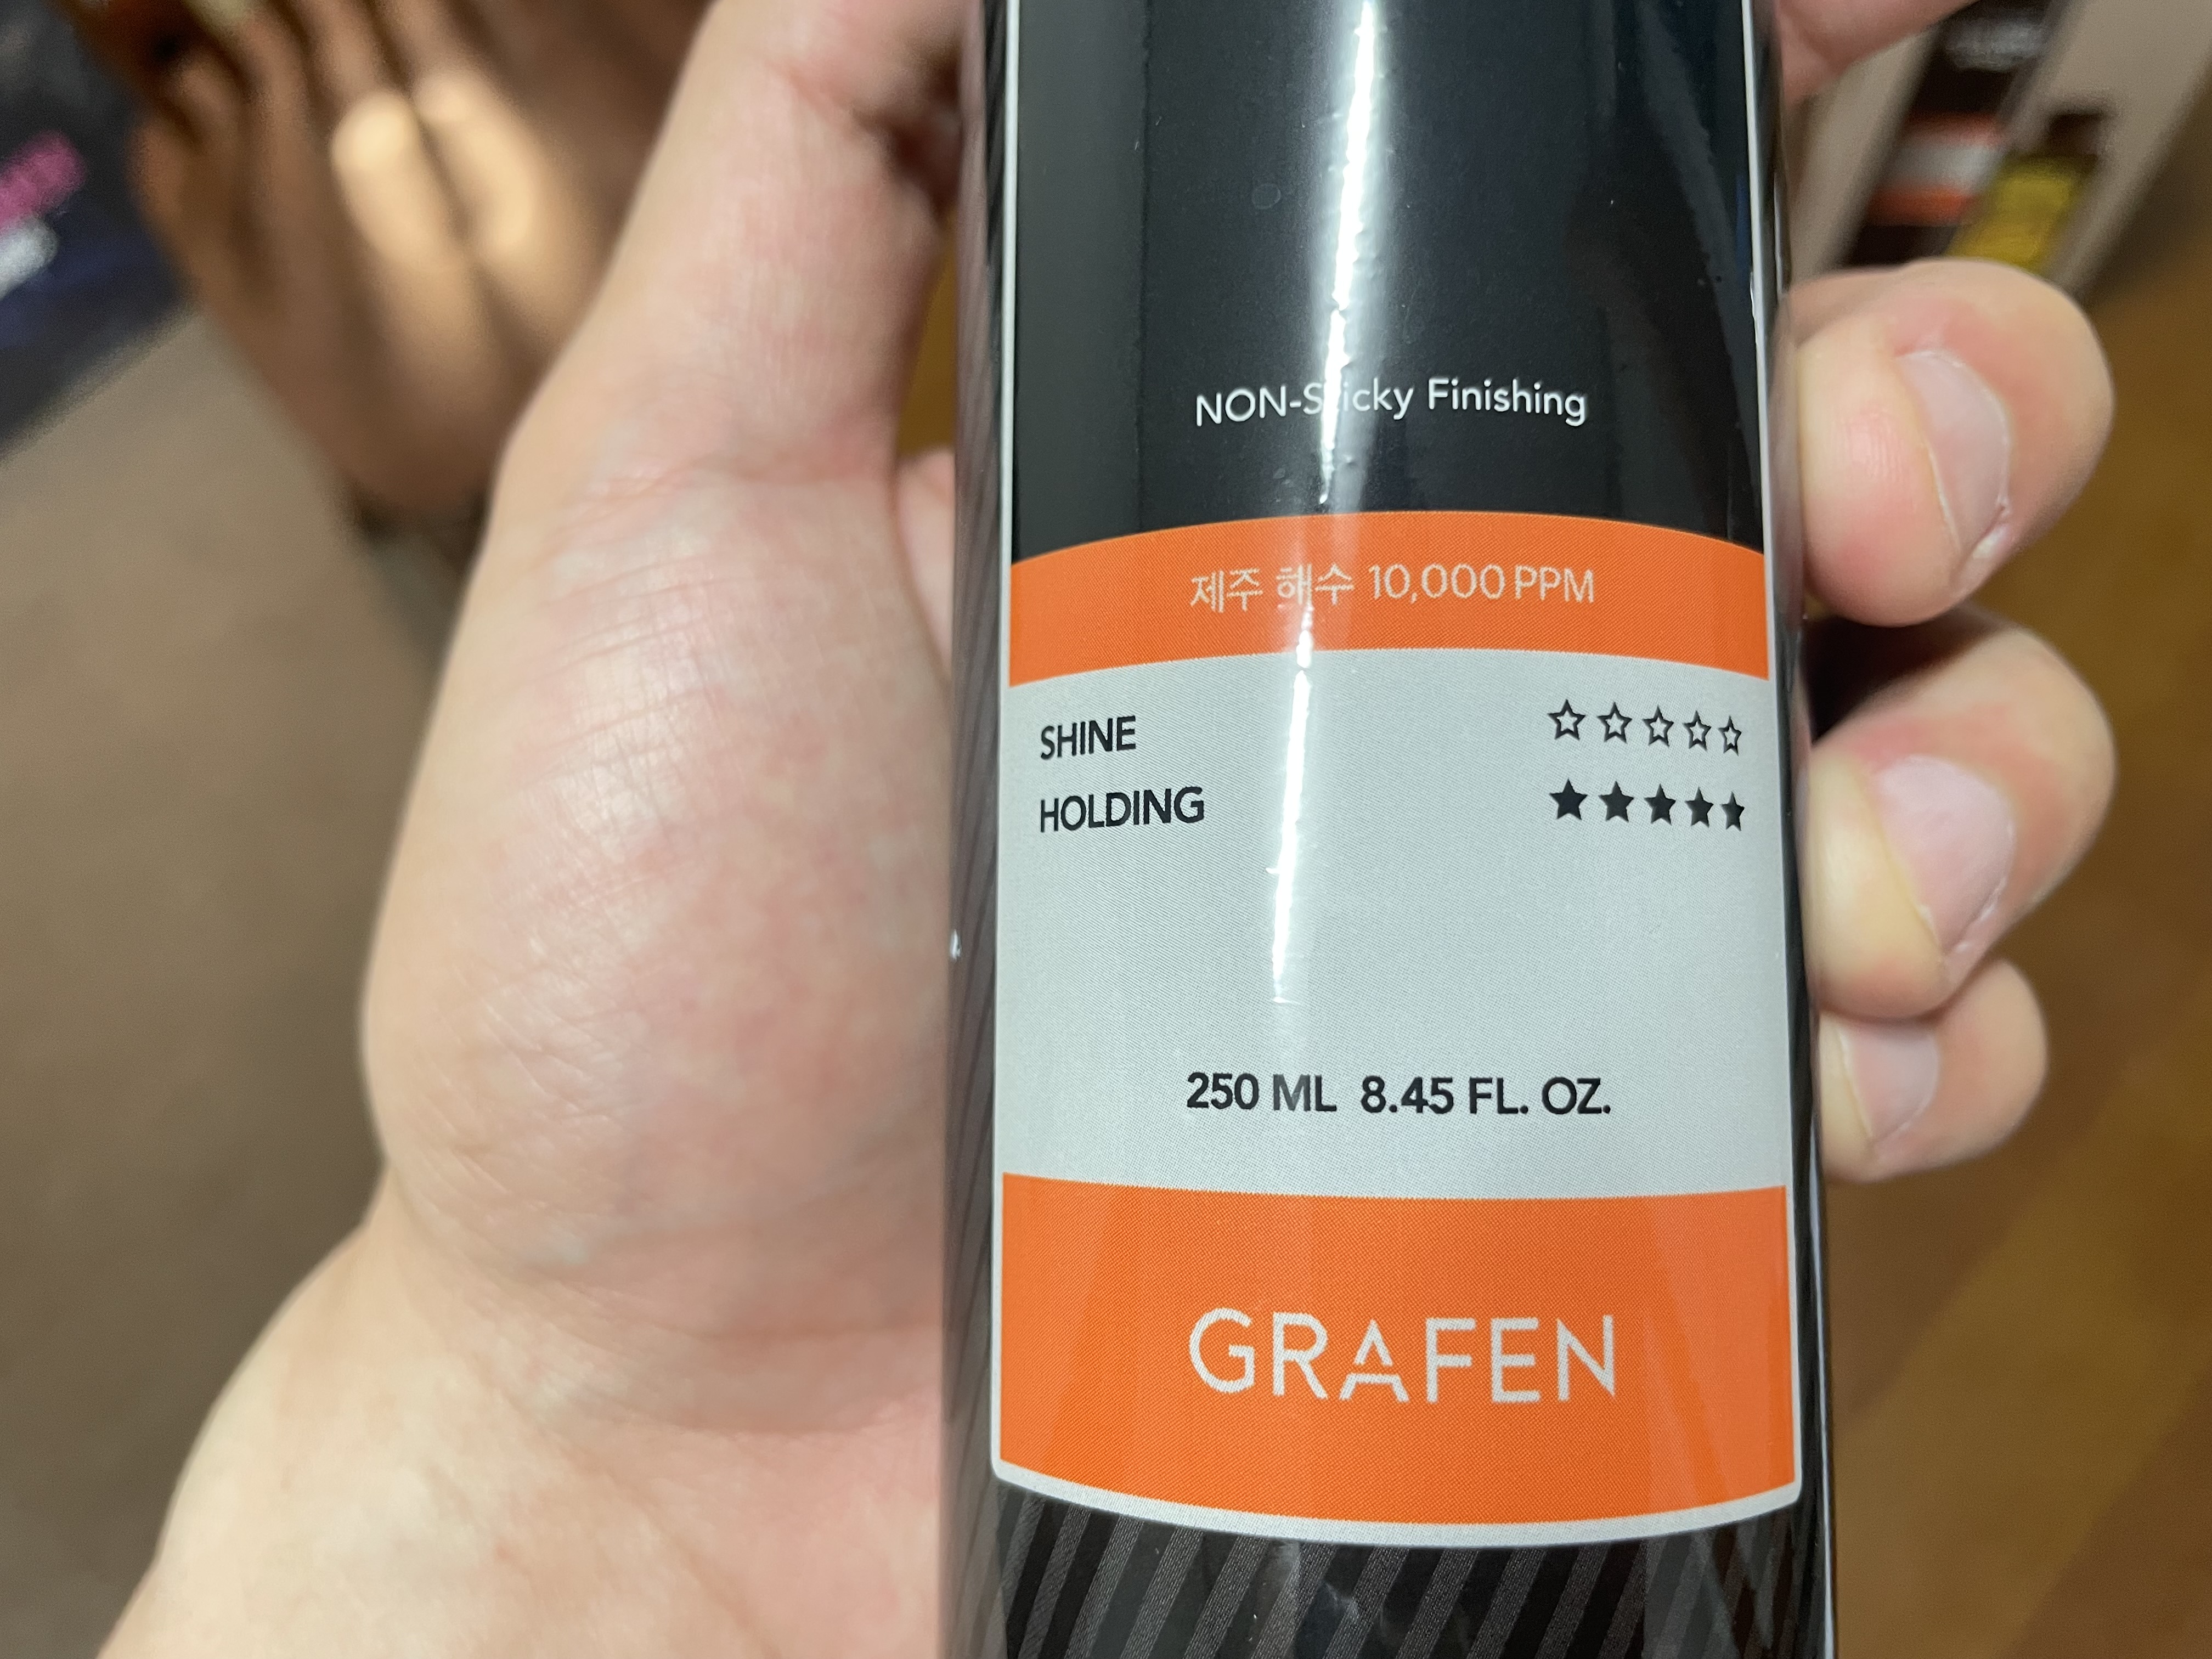 NON-Sticky Finishing
제주 해수 10,000 PPM
SHINE ☆☆☆☆☆
HOLDING ★★★★★
250 ML 8.45 FL. OZ.
GRAFEN